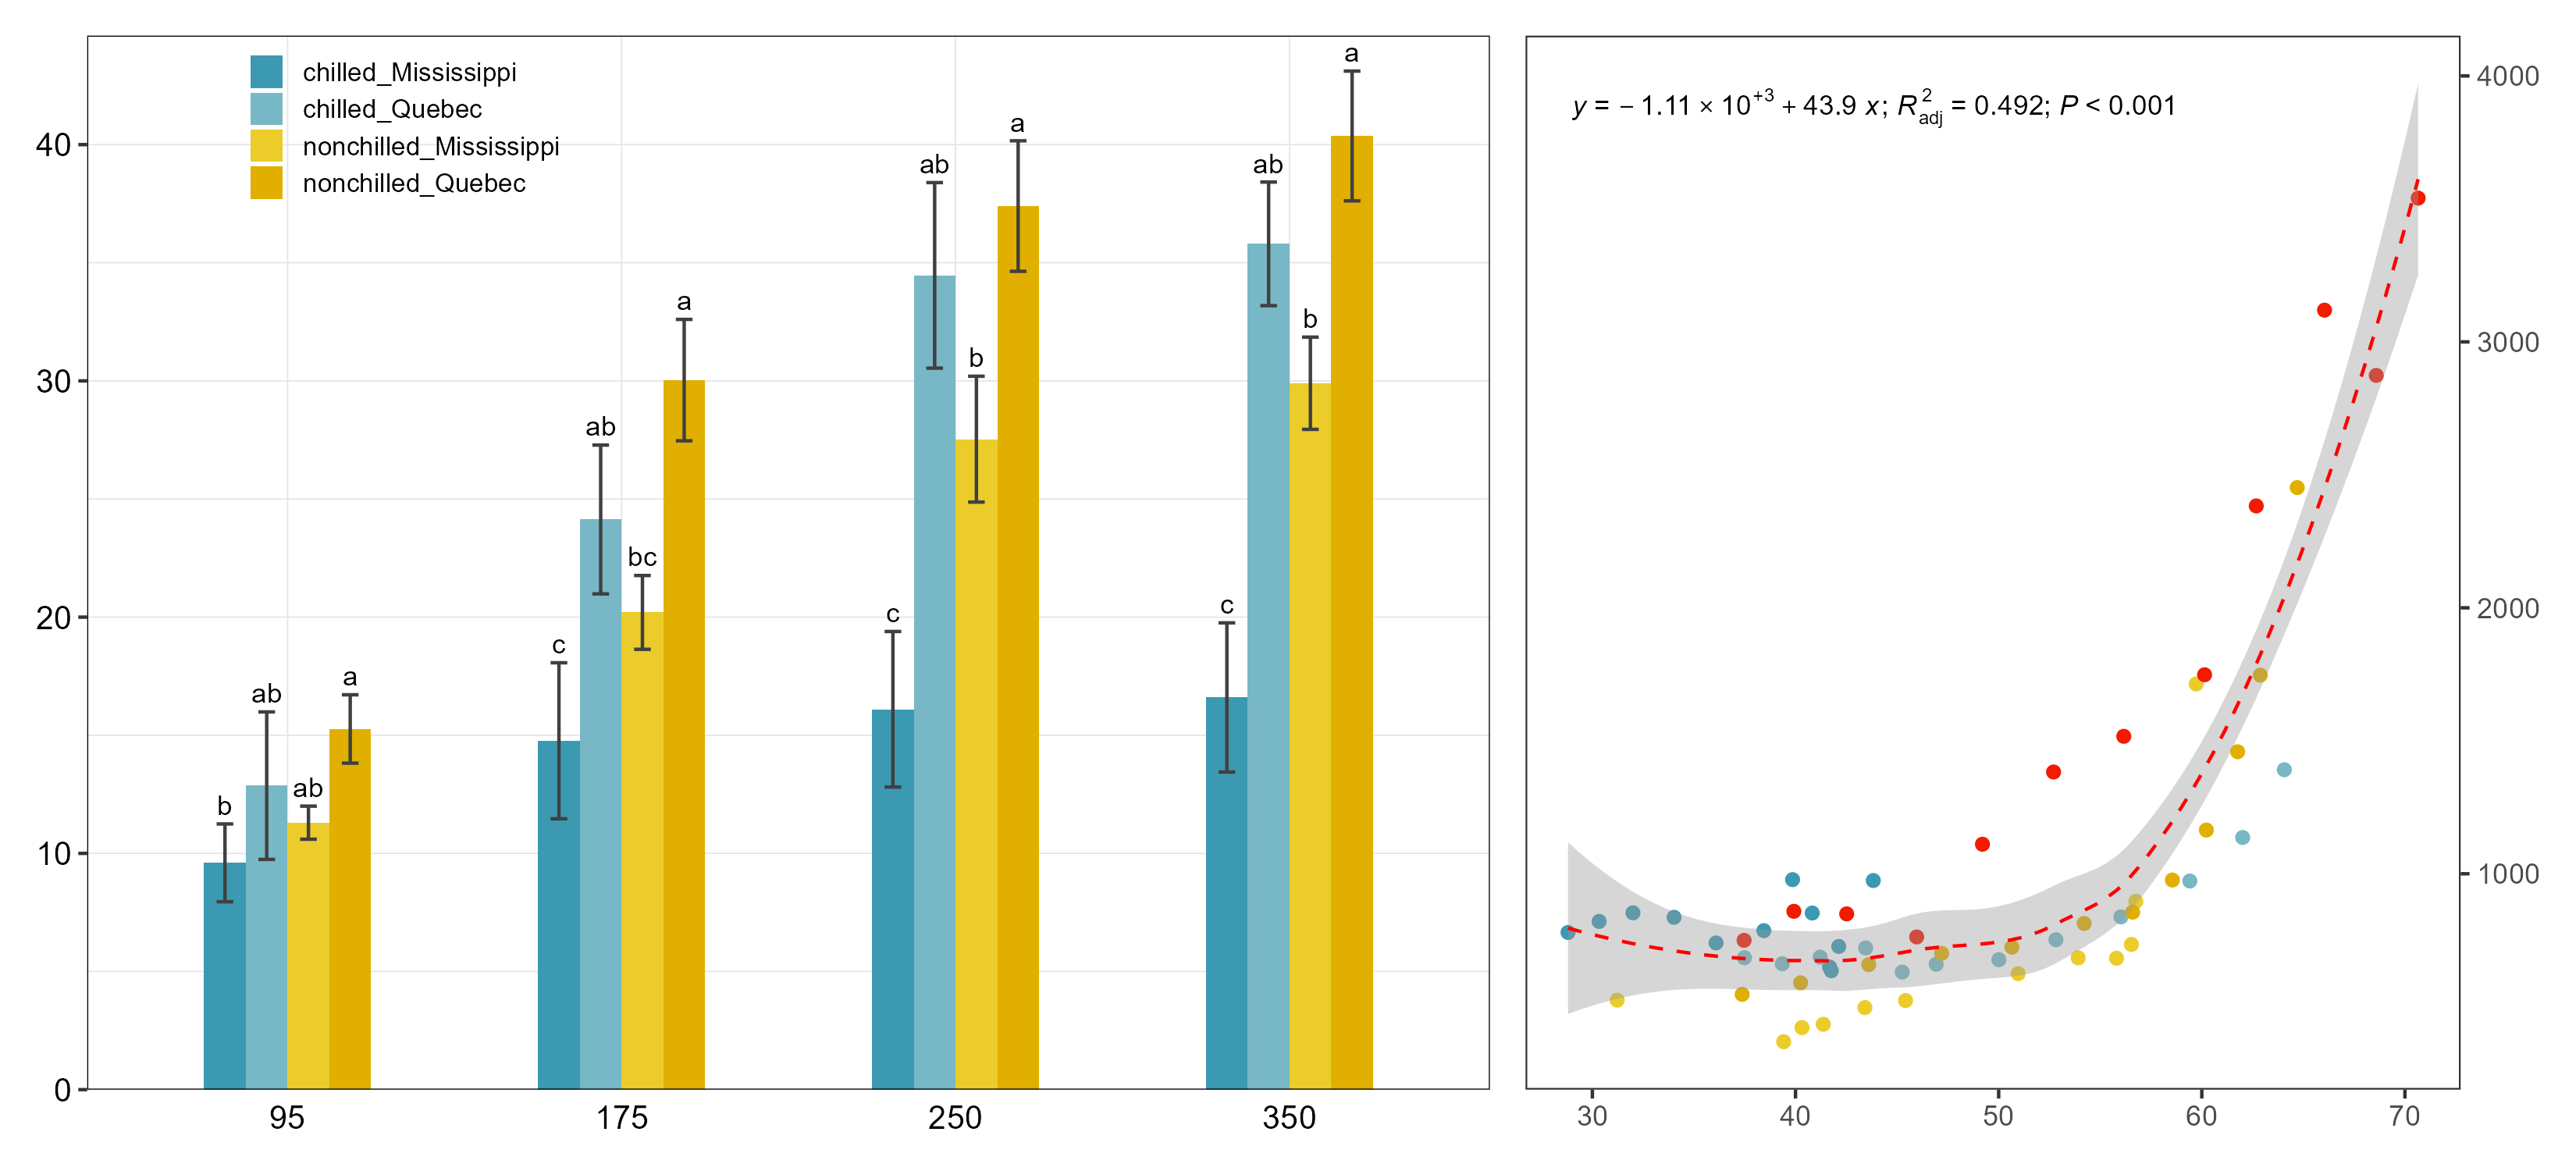 chilled_Mississippi
chilled_Quebec
nonchilled_Mississippi
nonchilled_Quebec
40
30
20
10
0
b
ab
ab
a
c
ab
bc
a
c
ab
b
a
c
ab
b
a
95
175
250
350
y = − 1.11 × 10⁺³ + 43.9 x; R²adj = 0.492; P < 0.001
4000
3000
2000
1000
30
40
50
60
70